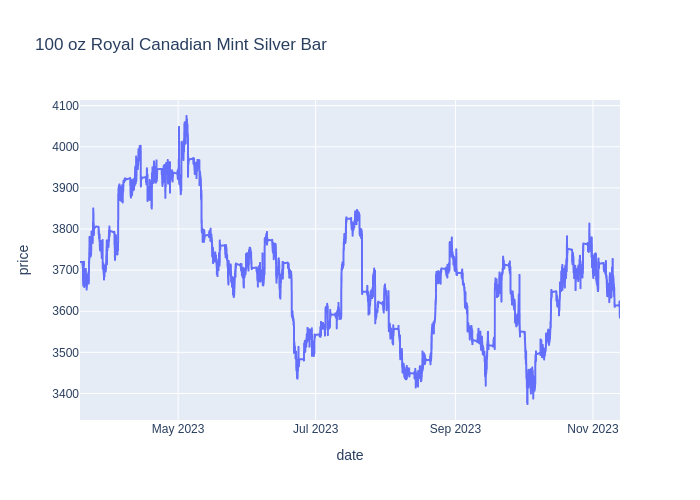 100 oz Royal Canadian Mint Silver Bar
4100
4000
3900
3800
3700
3600
3500
3400
price
May 2023
Jul 2023
Sep 2023
Nov 2023
date